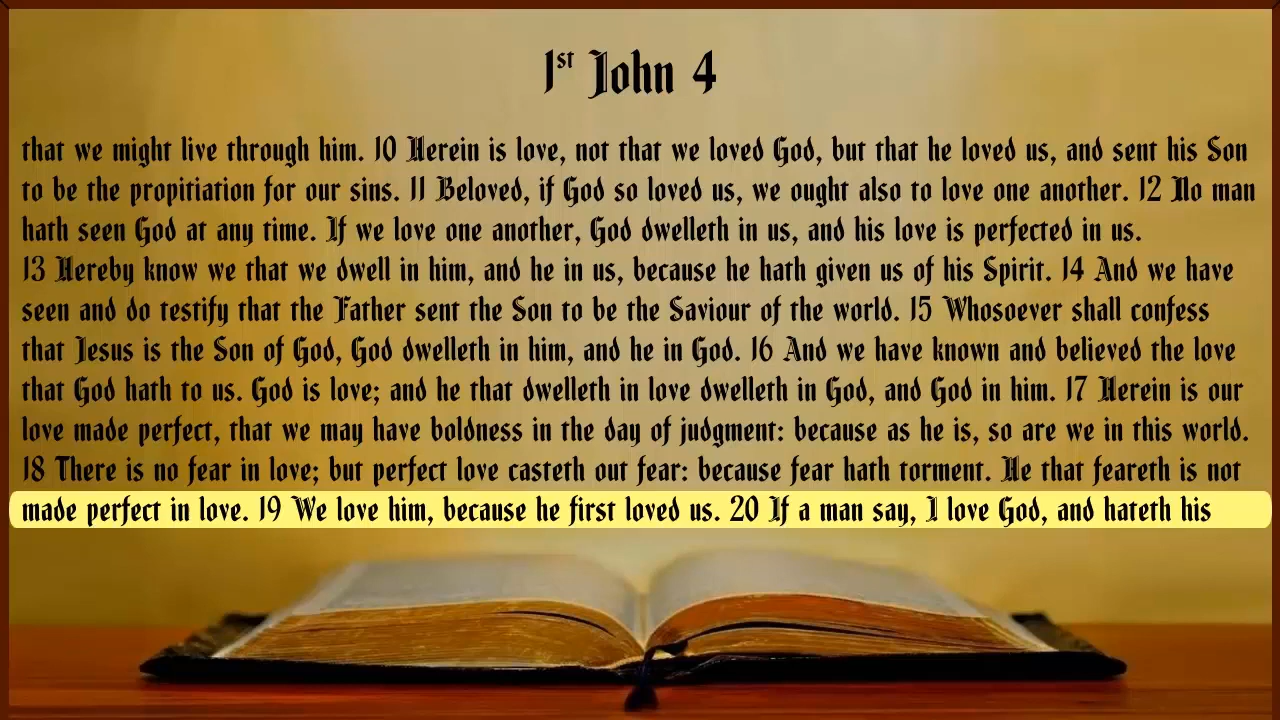 1st John 4
that we might live through him. 10 Herein is love, not that we loved God, but that he loved us, and sent his Son
to be the propitiation for our sins. 11 Beloved, if God so loved us, we ought also to love one another. 12 No man
hath seen God at any time. If we love one another, God dwelleth in us, and his love is perfected in us.
13 Hereby know we that we dwell in him, and he in us, because he hath given us of his Spirit. 14 And we have
seen and do testify that the Father sent the Son to be the Saviour of the world. 15 Whosoever shall confess
that Jesus is the Son of God, God dwelleth in him, and he in God. 16 And we have known and believed the love
that God hath to us. God is love; and he that dwelleth in love dwelleth in God, and God in him. 17 Herein is our
love made perfect, that we may have boldness in the day of judgment: because as he is, so are we in this world.
18 There is no fear in love; but perfect love casteth out fear: because fear hath torment. He that feareth is not
made perfect in love. 19 We love him, because he first loved us. 20 If a man say, I love God, and hateth his